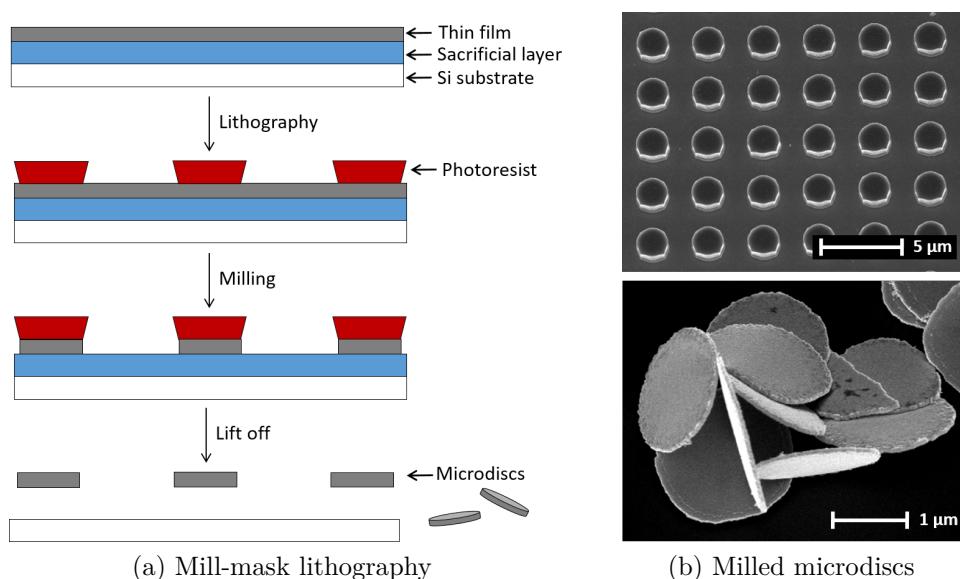 Thin film
Sacrificial layer
Si substrate
Lithography
Photoresist
Milling
Lift off
Microdiscs
(a) Mill-mask lithography
5 µm
1 µm
(b) Milled microdiscs